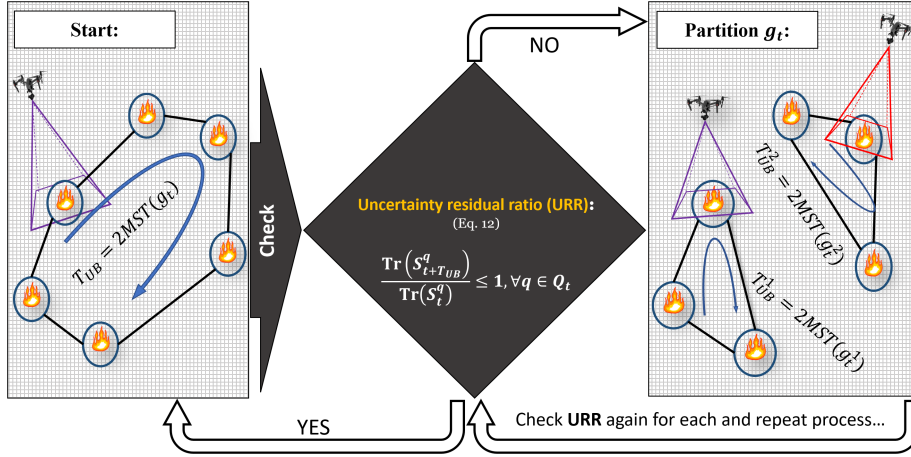 Start:
T_UB = 2MST(g_t)
Check
Uncertainty residual ratio (URR):
(Eq. 12)
Tr(S^q_{t+T_UB}) / Tr(S^q_t) ≤ 1, ∀q ∈ Q_t
NO
YES
Partition g_t:
T^2_UB = 2MST(g^2_t)
T^1_UB = 2MST(g^1_t)
Check URR again for each and repeat process...